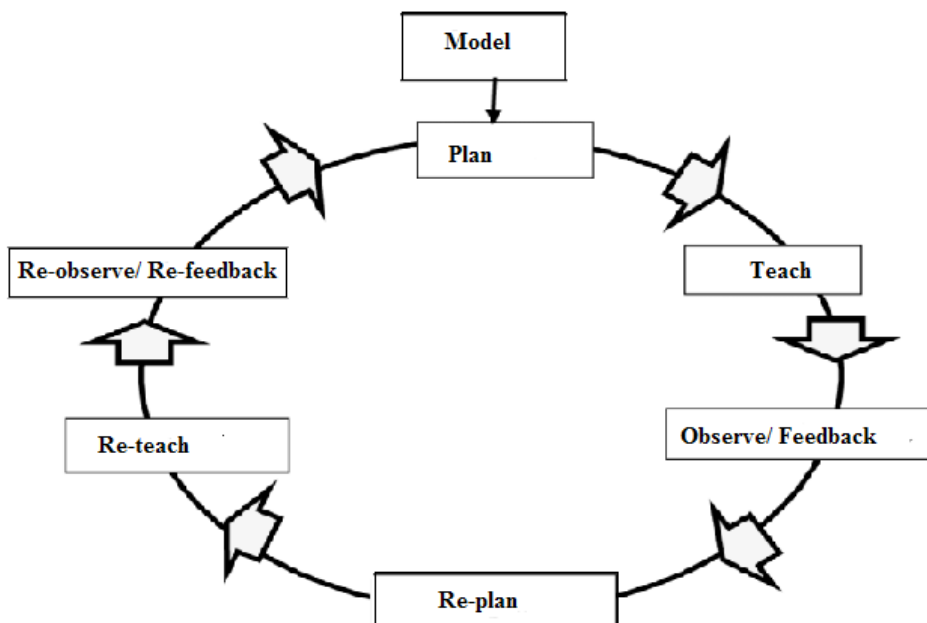 Model
Plan
Teach
Observe/ Feedback
Re-plan
Re-teach
Re-observe/ Re-feedback